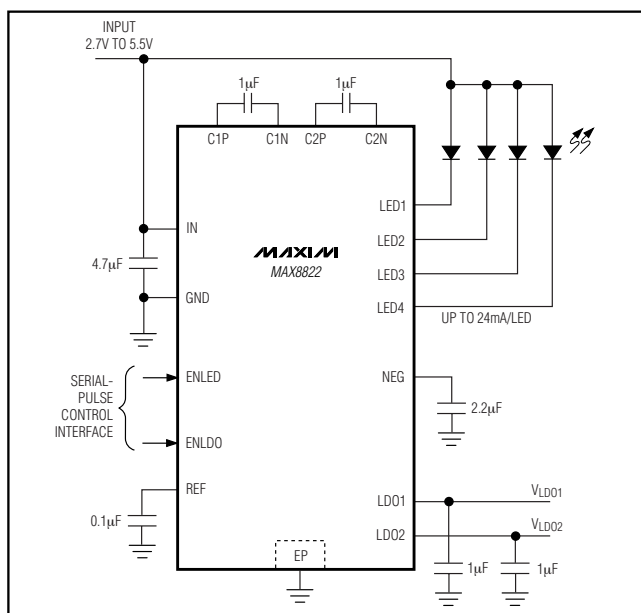 INPUT
2.7V TO 5.5V
1μF
1μF
C1P
C1N
C2P
C2N
LED1
IN
MAXIM
MAX8822
LED2
4.7μF
LED3
GND
LED4
UP TO 24mA/LED
SERIAL-
PULSE
CONTROL
INTERFACE
ENLED
NEG
2.2μF
ENLDO
REF
0.1μF
LDO1
VLDO1
LDO2
VLDO2
EP
1μF
1μF